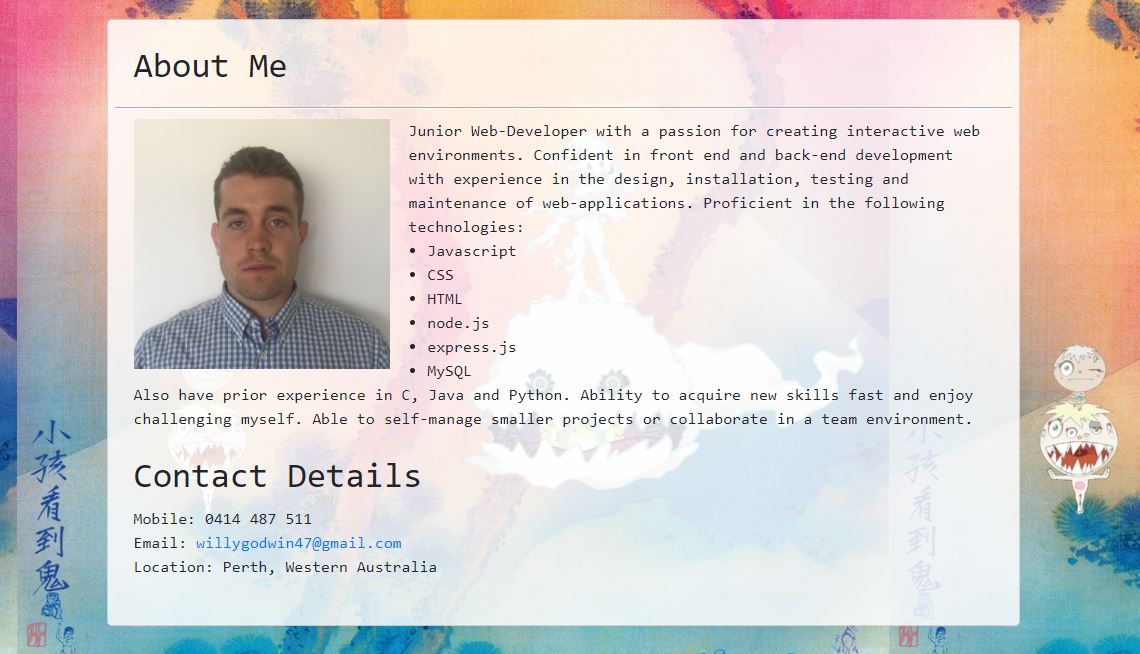 About Me
Junior Web-Developer with a passion for creating interactive web
environments. Confident in front end and back-end development
with experience in the design, installation, testing and
maintenance of web-applications. Proficient in the following
technologies:
• Javascript
• CSS
• HTML
• node.js
• express.js
• MySQL
Also have prior experience in C, Java and Python. Ability to acquire new skills fast and enjoy
challenging myself. Able to self-manage smaller projects or collaborate in a team environment.
Contact Details
Mobile: 0414 487 511
Email: willygodwin47@gmail.com
Location: Perth, Western Australia
小孩看到鬼
小孩看到鬼